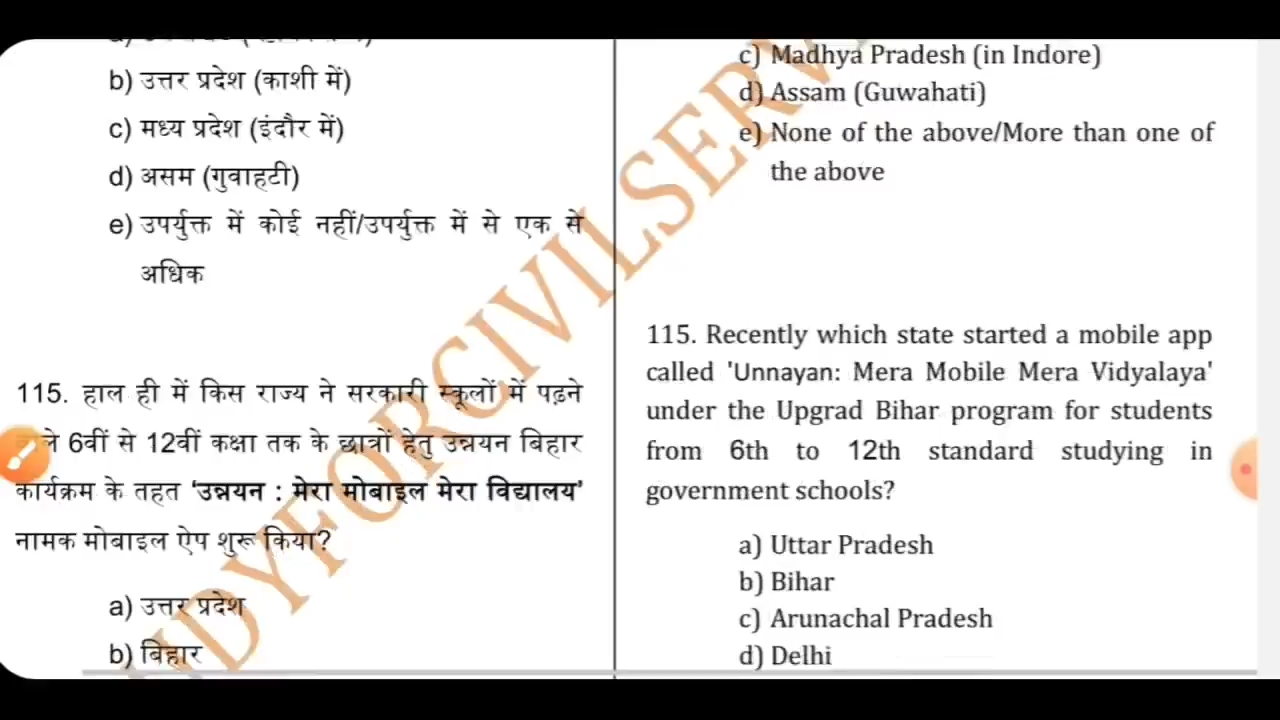 b) उत्तर प्रदेश (काशी में)
c) मध्य प्रदेश (इंदौर में)
d) असम (गुवाहटी)
e) उपर्युक्त में कोई नहीं/उपर्युक्त में से एक से
अधिक
115. हाल ही में किस राज्य ने सरकारी स्कूलों में पढ़ने
6वीं से 12वीं कक्षा तक के छात्रों हेतु उन्नयन बिहार
कार्यक्रम के तहत ‘उन्नयन : मेरा मोबाइल मेरा विद्यालय’
नामक मोबाइल ऐप शुरू किया?
a) उत्तर प्रदेश
b) बिहार
c) Madhya Pradesh (in Indore)
d) Assam (Guwahati)
e) None of the above/More than one of
the above
115. Recently which state started a mobile app
called 'Unnayan: Mera Mobile Mera Vidyalaya'
under the Upgrad Bihar program for students
from 6th to 12th standard studying in
government schools?
a) Uttar Pradesh
b) Bihar
c) Arunachal Pradesh
d) Delhi
NDYFORCIVILSERV